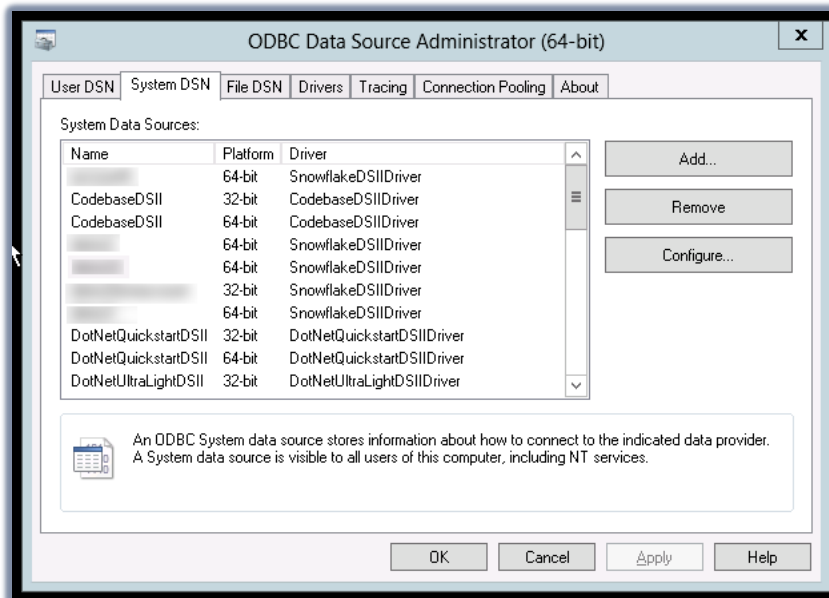 ODBC Data Source Administrator (64-bit)
x
User DSN System DSN File DSN Drivers Tracing Connection Pooling About
System Data Sources:
Name Platform Driver
64-bit SnowflakeDSIIDriver
CodebaseDSII 32-bit CodebaseDSIIDriver
CodebaseDSII 64-bit CodebaseDSIIDriver
64-bit SnowflakeDSIIDriver
64-bit SnowflakeDSIIDriver
32-bit SnowflakeDSIIDriver
64-bit SnowflakeDSIIDriver
DotNetQuickstartDSII 32-bit DotNetQuickstartDSIIDriver
DotNetQuickstartDSII 64-bit DotNetQuickstartDSIIDriver
DotNetUltraLightDSII 32-bit DotNetUltraLightDSIIDriver
Add...
Remove
Configure...
An ODBC System data source stores information about how to connect to the indicated data provider.
A System data source is visible to all users of this computer, including NT services.
OK Cancel Apply Help